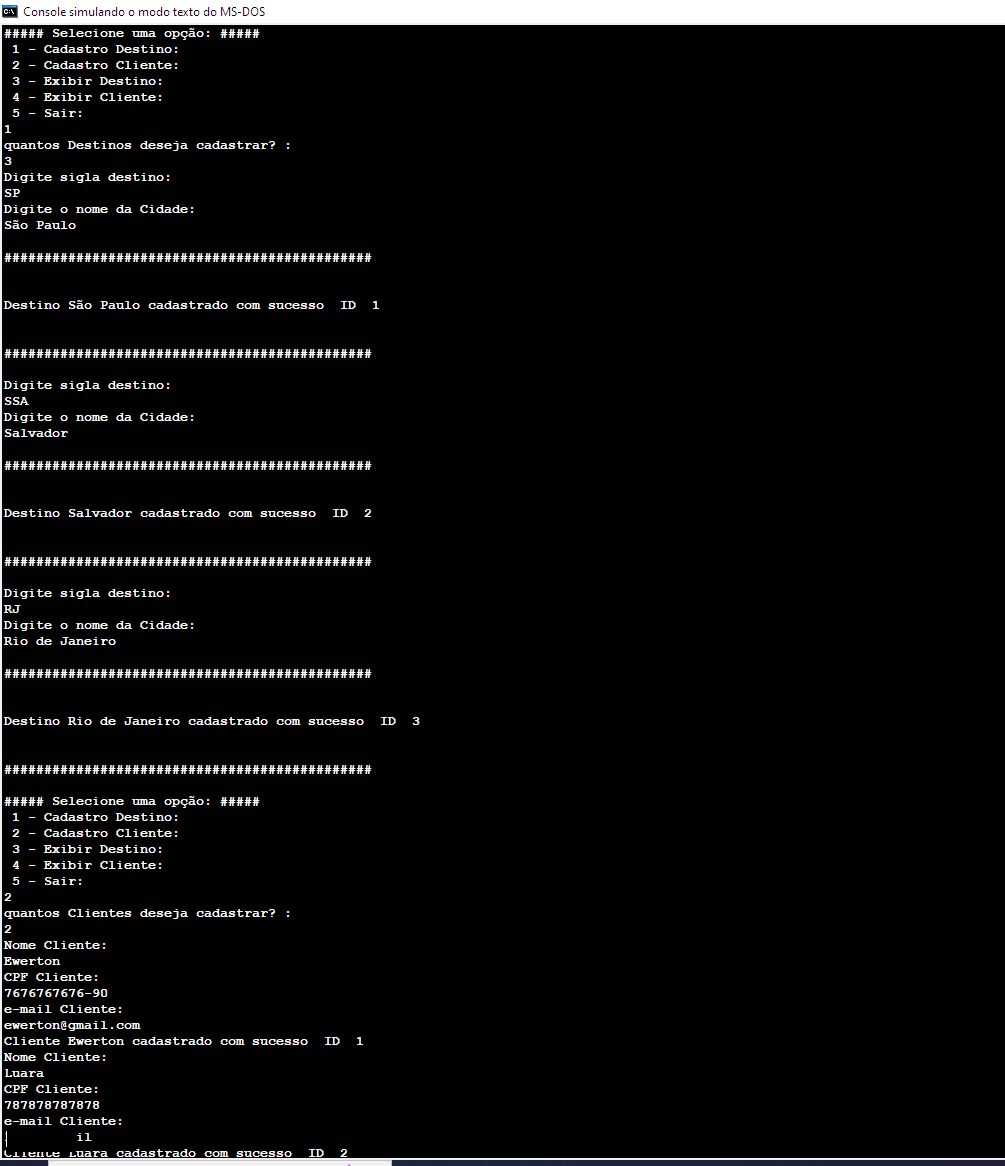 Console simulando o modo texto do MS-DOS
##### Selecione uma opção: #####
1 - Cadastro Destino:
2 - Cadastro Cliente:
3 - Exibir Destino:
4 - Exibir Cliente:
5 - Sair:
1
quantos Destinos deseja cadastrar? :
3
Digite sigla destino:
SP
Digite o nome da Cidade:
São Paulo
##############################################
Destino São Paulo cadastrado com sucesso  ID  1
##############################################
Digite sigla destino:
SSA
Digite o nome da Cidade:
Salvador
##############################################
Destino Salvador cadastrado com sucesso  ID  2
##############################################
Digite sigla destino:
RJ
Digite o nome da Cidade:
Rio de Janeiro
##############################################
Destino Rio de Janeiro cadastrado com sucesso  ID  3
##############################################
##### Selecione uma opção: #####
1 - Cadastro Destino:
2 - Cadastro Cliente:
3 - Exibir Destino:
4 - Exibir Cliente:
5 - Sair:
2
quantos Clientes deseja cadastrar? :
2
Nome Cliente:
Ewerton
CPF Cliente:
7676767676-90
e-mail Cliente:
ewerton@gmail.com
Cliente Ewerton cadastrado com sucesso  ID  1
Nome Cliente:
Luara
CPF Cliente:
787878787878
e-mail Cliente:
il
Cliente Luara cadastrado com sucesso  ID  2